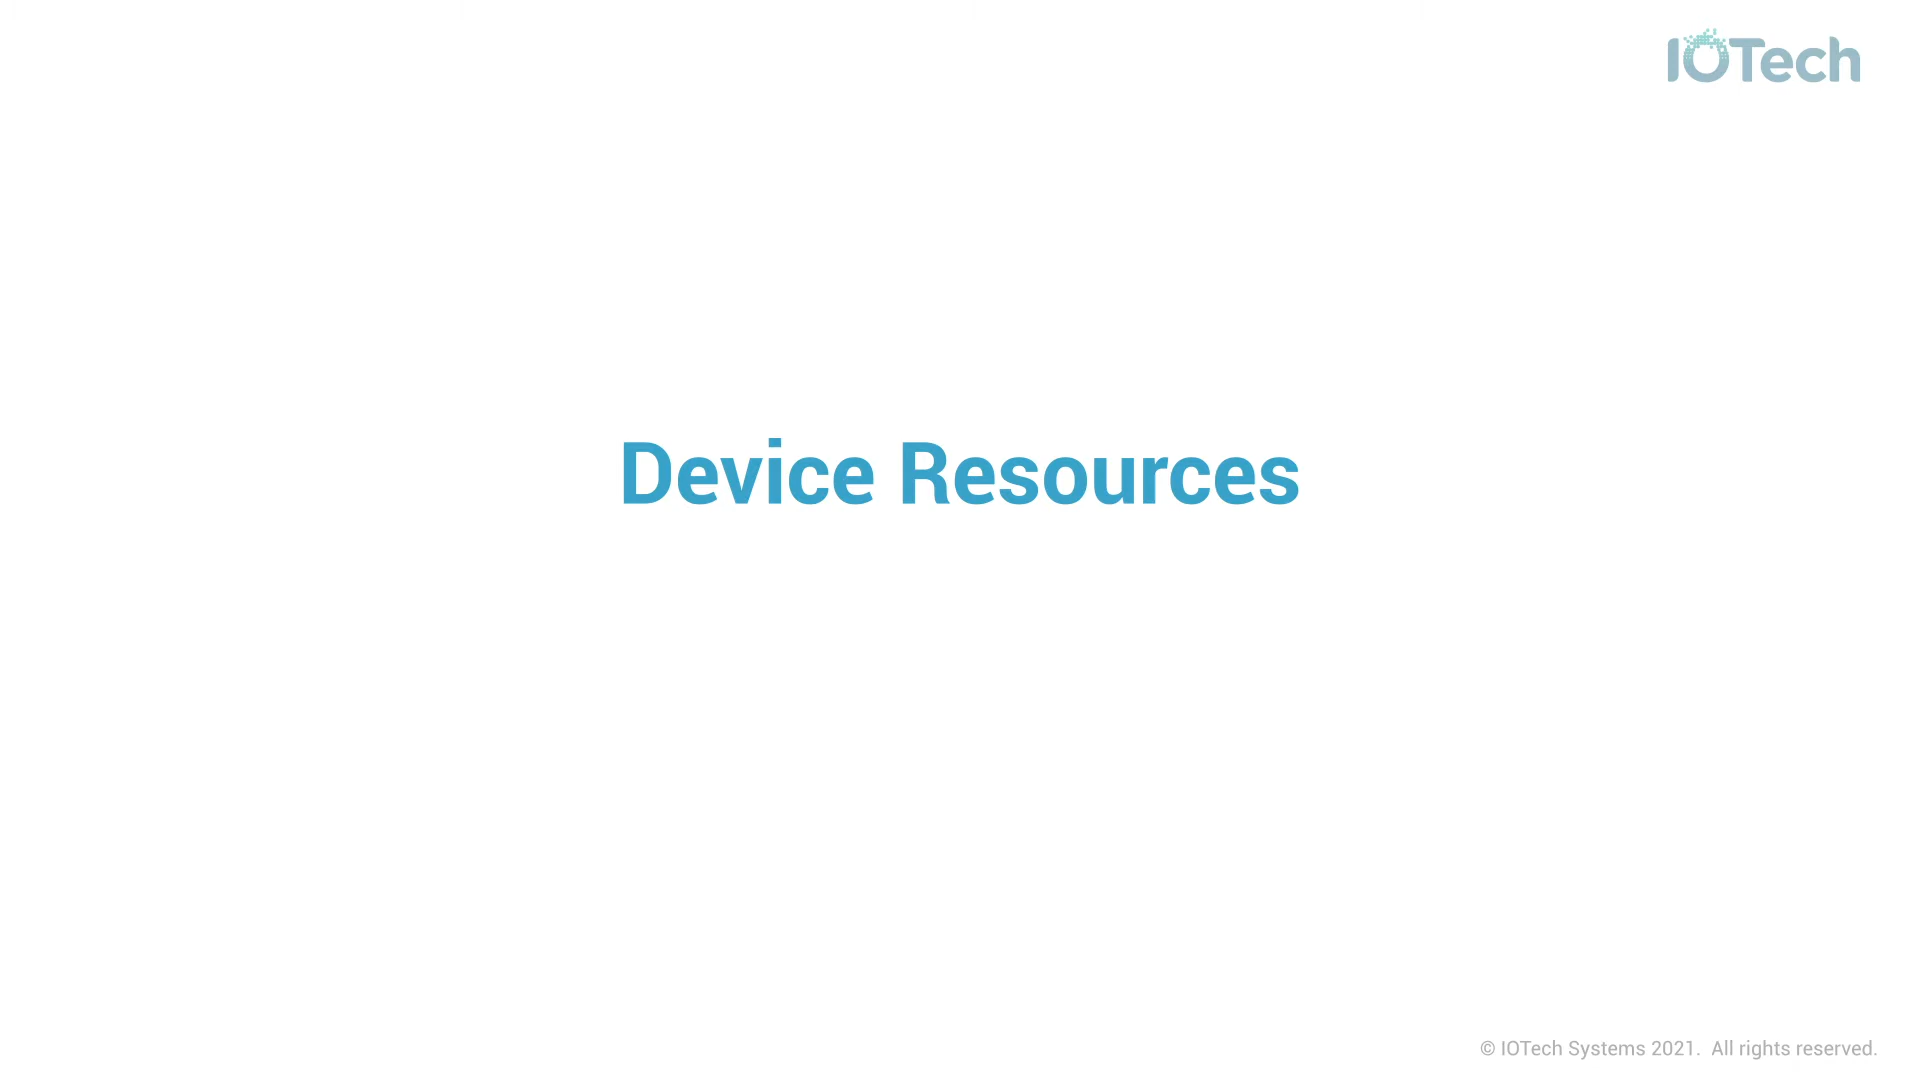 IOTech
Device Resources
© IOTech Systems 2021.  All rights reserved.